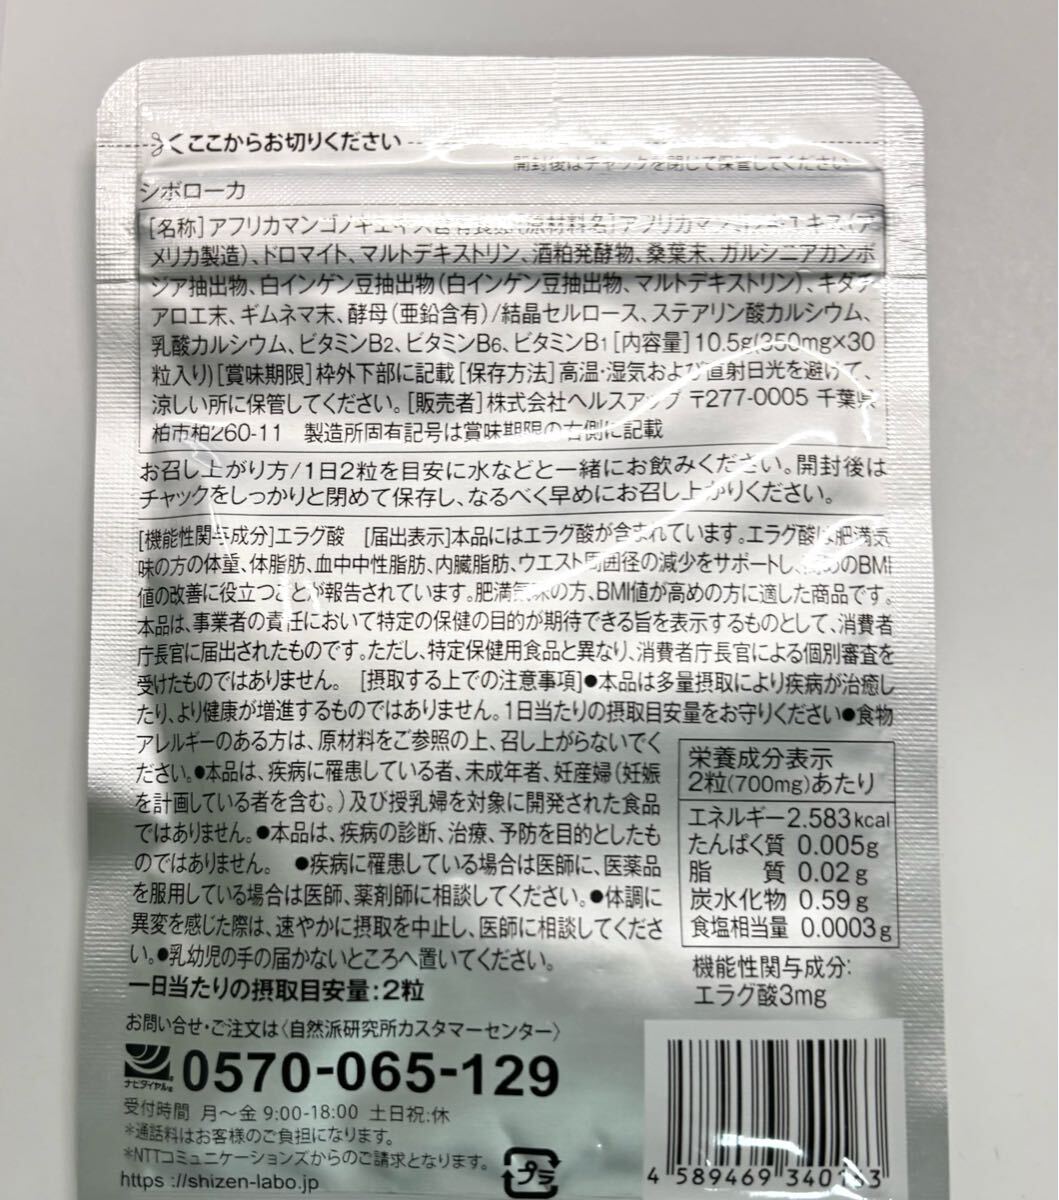 くここからお切りください
開封後はチャックを閉じて保管してください
シボローカ
[名称]アフリカマンゴノキエキス含有食品[原材料名]アフリカマンゴノキエキス(ア
メリカ製造)、ドロマイト、マルトデキストリン、酒粕発酵物、桑葉末、ガルシニアカンボ
ジア抽出物、白インゲン豆抽出物(白インゲン豆抽出物、マルトデキストリン)、キダチ
アロエ末、ギムネマ末、酵母(亜鉛含有)/結晶セルロース、ステアリン酸カルシウム、
乳酸カルシウム、ビタミンB2、ビタミンB6、ビタミンB1[内容量]10.5g(350mg×30
粒入り)[賞味期限]枠外下部に記載[保存方法]高温・湿気および直射日光を避けて、
涼しい所に保管してください。[販売者]株式会社ヘルスアップ 〒277-0005 千葉県
柏市柏260-11 製造所固有記号は賞味期限の右側に記載
お召し上がり方/1日2粒を目安に水などと一緒にお飲みください。開封後は
チャックをしっかりと閉めて保存し、なるべく早めにお召し上がりください。
[機能性関与成分]エラグ酸 [届出表示]本品にはエラグ酸が含まれています。エラグ酸は肥満気
味の方の体重、体脂肪、血中中性脂肪、内臓脂肪、ウエスト周囲径の減少をサポートし、高めのBMI
値の改善に役立つことが報告されています。肥満気味の方、BMI値が高めの方に適した商品です。
本品は、事業者の責任において特定の保健の目的が期待できる旨を表示するものとして、消費者
庁長官に届出されたものです。ただし、特定保健用食品と異なり、消費者庁長官による個別審査を
受けたものではありません。 [摂取する上での注意事項]●本品は多量摂取により疾病が治癒し
たり、より健康が増進するものではありません。1日当たりの摂取目安量をお守りください●食物
アレルギーのある方は、原材料をご参照の上、召し上がらないでく
ださい。●本品は、疾病に罹患している者、未成年者、妊産婦(妊娠
を計画している者を含む。)及び授乳婦を対象に開発された食品
ではありません。●本品は、疾病の診断、治療、予防を目的としたも
のではありません。 ●疾病に罹患している場合は医師に、医薬品
を服用している場合は医師、薬剤師に相談してください。●体調に
異変を感じた際は、速やかに摂取を中止し、医師に相談してくださ
い。●乳幼児の手の届かないところへ置いてください。
一日当たりの摂取目安量:2粒
栄養成分表示
2粒(700mg)あたり
エネルギー2.583kcal
たんぱく質 0.005g
脂 質 0.02g
炭水化物 0.59g
食塩相当量 0.0003g
機能性関与成分:
エラグ酸3mg
お問い合せ・ご注文は〈自然派研究所カスタマーセンター〉
ナビダイヤル®
0570-065-129
受付時間 月〜金 9:00-18:00 土日祝:休
*通話料はお客様のご負担になります。
*NTTコミュニケーションズからのご請求となります。
https://shizen-labo.jp
プラ
4 589469 340133